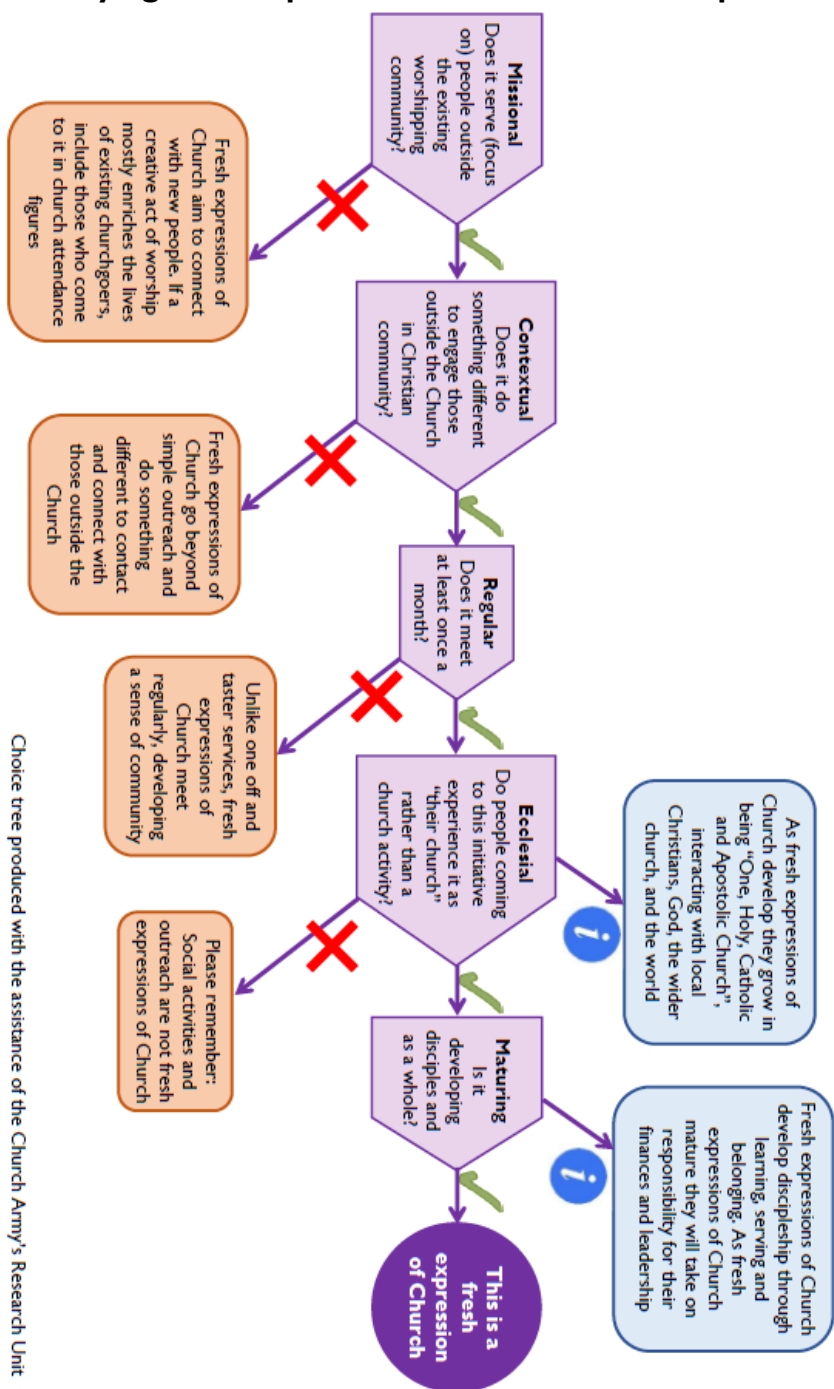 As fresh expressions of
Church develop they grow in
being "One, Holy, Catholic
and Apostolic Church",
interacting with local
Christians, God, the wider
church, and the world
Fresh expressions of Church
develop discipleship through
learning, serving and
belonging. As fresh
expressions of Church
mature they will take on
responsibility for their
finances and leadership
i
i
Missional
Does it serve (focus
on) people outside
the existing
worshipping
community?
Contextual
Does it do
something different
to engage those
outside the Church
in Christian
community?
Regular
Does it meet
at least once a
month?
Ecclesial
Do people coming
to this initiative
experience it as
"their church"
rather than a
church activity?
Maturing
Is it
developing
disciples and
as a whole?
This is a
fresh
expression
of Church
Fresh expressions of
Church aim to connect
with new people. If a
creative act of worship
mostly enriches the lives
of existing churchgoers,
include those who come
to it in church attendance
figures
Fresh expressions of
Church go beyond
simple outreach and
do something
different to contact
and connect with
those outside the
Church
Unlike one off and
taster services, fresh
expressions of
Church meet
regularly, developing
a sense of community
Please remember:
Social activities and
outreach are not fresh
expressions of Church
Choice tree produced with the assistance of the Church Army's Research Unit